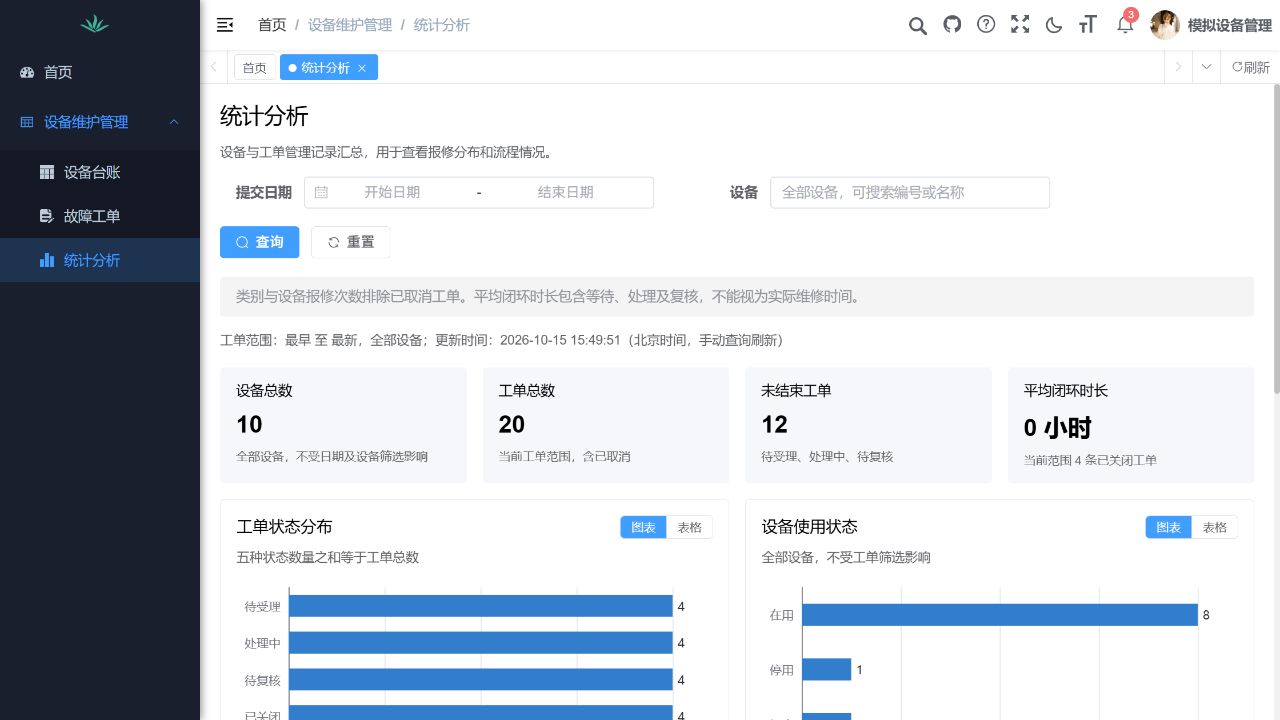 首页 / 设备维护管理 / 统计分析
3
模拟设备管理
首页
设备维护管理
设备台账
故障工单
统计分析
首页
统计分析
刷新
统计分析
设备与工单管理记录汇总，用于查看报修分布和流程情况。
提交日期 开始日期 - 结束日期
设备 全部设备，可搜索编号或名称
查询
重置
类别与设备报修次数排除已取消工单。平均闭环时长包含等待、处理及复核，不能视为实际维修时间。
工单范围：最早 至 最新，全部设备；更新时间：2026-10-15 15:49:51（北京时间，手动查询刷新）
设备总数
10
全部设备，不受日期及设备筛选影响
工单总数
20
当前工单范围，含已取消
未结束工单
12
待受理、处理中、待复核
平均闭环时长
0 小时
当前范围 4 条已关闭工单
工单状态分布
图表 表格
五种状态数量之和等于工单总数
待受理 4
处理中 4
待复核 4
已关闭 4
设备使用状态
图表 表格
全部设备，不受工单筛选影响
在用 8
停用 1